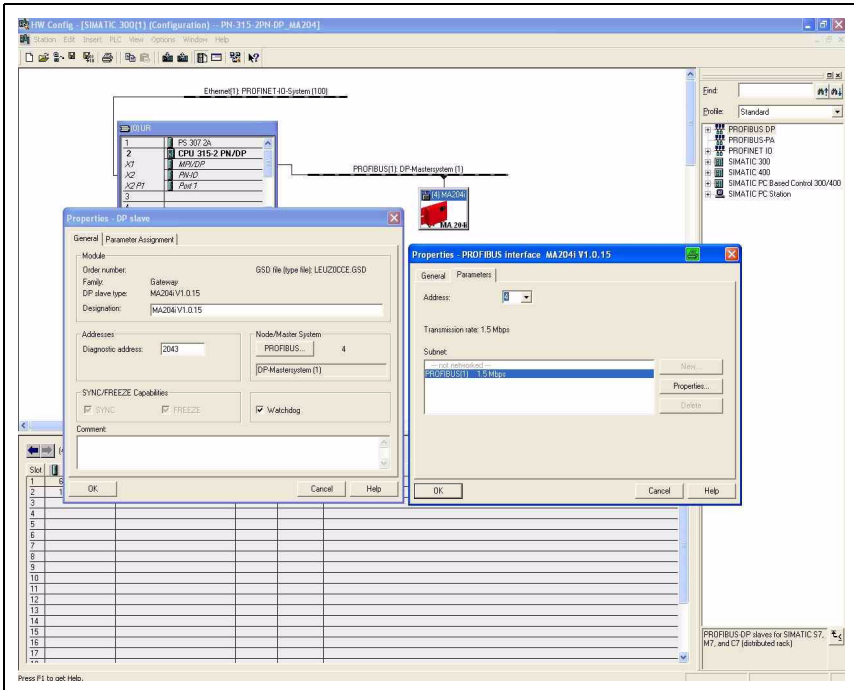 HW Config - [SIMATIC 300(1) (Configuration) -- PN-315-2PN-DP_MA204]
Station Edit Insert PLC View Options Window Help
Ethernet(1): PROFINET-IO-System (100)
(0) UR
1 PS 307 2A
2 CPU 315-2 PN/DP
X1 MPI/DP
X2 PN-IO
X2 P1 Port 1
3
PROFIBUS(1): DP-Mastersystem (1)
(4) MA204i
MA 204i
Find:
Profile: Standard
PROFIBUS DP
PROFIBUS-PA
PROFINET IO
SIMATIC 300
SIMATIC 400
SIMATIC PC Based Control 300/400
SIMATIC PC Station
Properties - DP slave
General Parameter Assignment
Module
Order number:
GSD file (type file): LEUZ0CCE.GSD
Family: Gateway
DP slave type: MA204i V1.0.15
Designation: MA204i V1.0.15
Addresses
Diagnostic address: 2043
Node/Master System
PROFIBUS... 4
DP-Mastersystem (1)
SYNC/FREEZE Capabilities
SYNC FREEZE
Watchdog
Comment:
OK Cancel Help
Properties - PROFIBUS interface MA204i V1.0.15
General Parameters
Address: 4
Transmission rate: 1.5 Mbps
Subnet:
--- not networked ---
PROFIBUS(1) 1.5 Mbps
New...
Properties...
Delete
OK Cancel Help
Slot
1 6
2 1
3
4
5
6
7
8
9
10
11
12
13
14
15
16
17
PROFIBUS-DP slaves for SIMATIC S7,
M7, and C7 (distributed rack)
Press F1 to get Help.